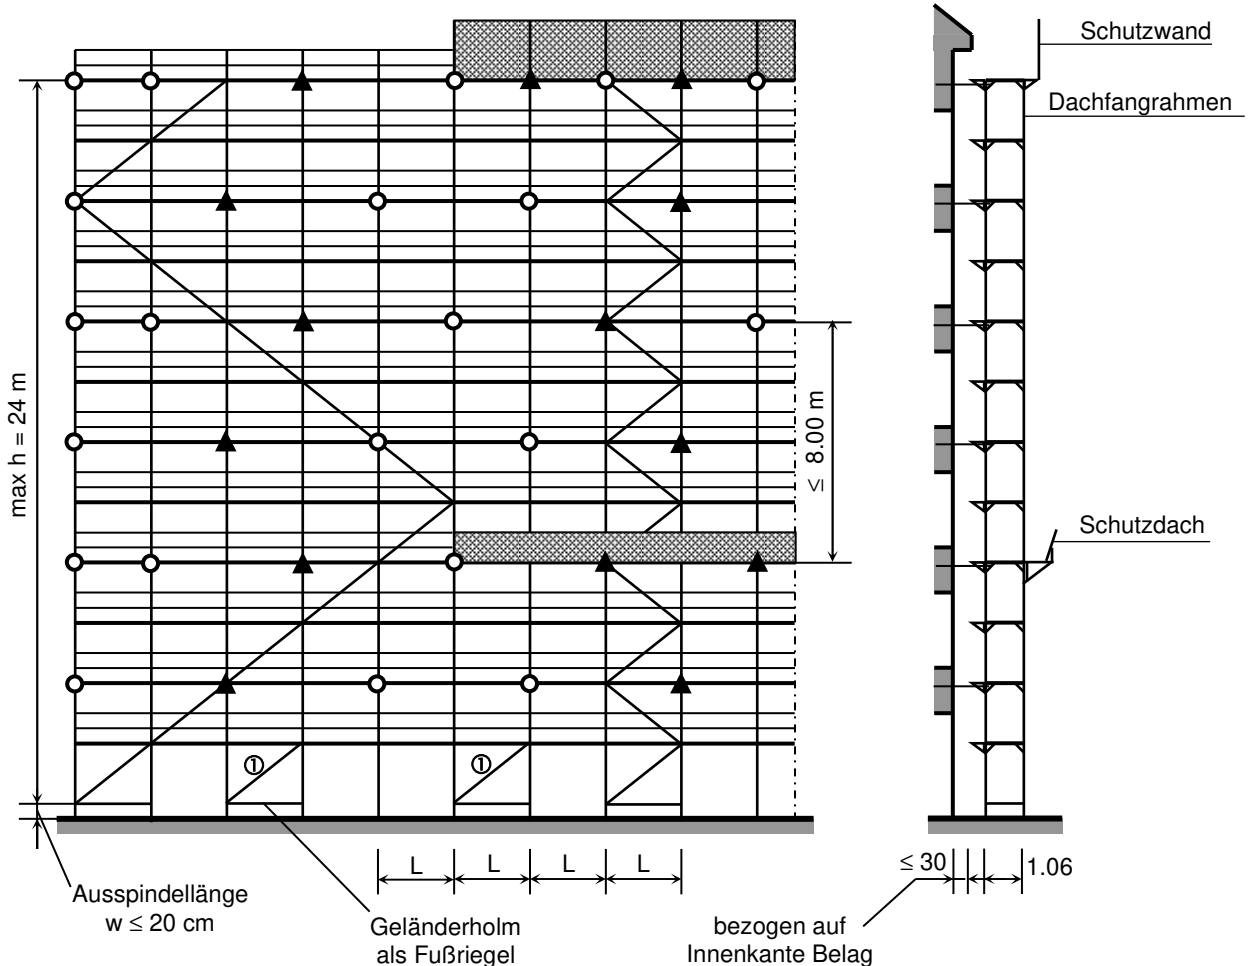 Schutzwand
Dachfangrahmen
max h = 24 m
≤ 8.00 m
Schutzdach
①
①
L
L
L
L
≤ 30
1.06
Ausspindellänge
w ≤ 20 cm
Geländerholm
als Fußriegel
bezogen auf
Innenkante Belag